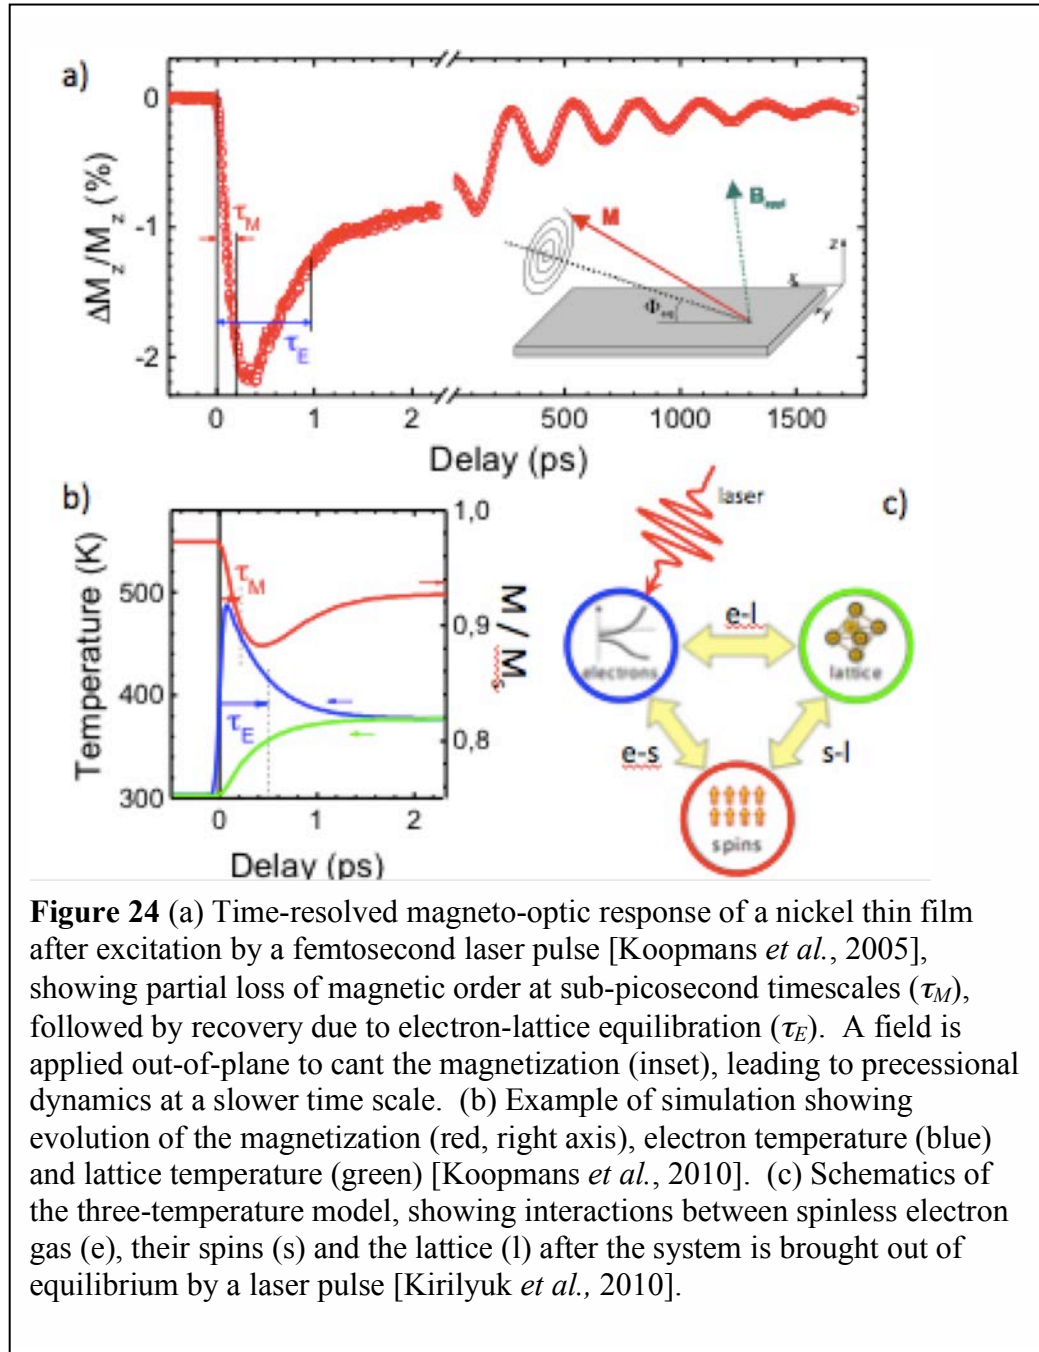 a)
0
-1
-2
ΔM_z/M_z (%)
τ_M
τ_E
M
B_appl
Φ_eq
z
x
y
0 1 2 500 1000 1500
Delay (ps)
b)
Temperature (K)
500
400
300
τ_M
τ_E
1,0
0,9
0,8
M / M_s
0 1 2
Delay (ps)
c)
laser
electrons
e-l
lattice
e-s
s-l
spins
Figure 24 (a) Time-resolved magneto-optic response of a nickel thin film
after excitation by a femtosecond laser pulse [Koopmans et al., 2005],
showing partial loss of magnetic order at sub-picosecond timescales (τ_M),
followed by recovery due to electron-lattice equilibration (τ_E). A field is
applied out-of-plane to cant the magnetization (inset), leading to precessional
dynamics at a slower time scale. (b) Example of simulation showing
evolution of the magnetization (red, right axis), electron temperature (blue)
and lattice temperature (green) [Koopmans et al., 2010]. (c) Schematics of
the three-temperature model, showing interactions between spinless electron
gas (e), their spins (s) and the lattice (l) after the system is brought out of
equilibrium by a laser pulse [Kirilyuk et al., 2010].